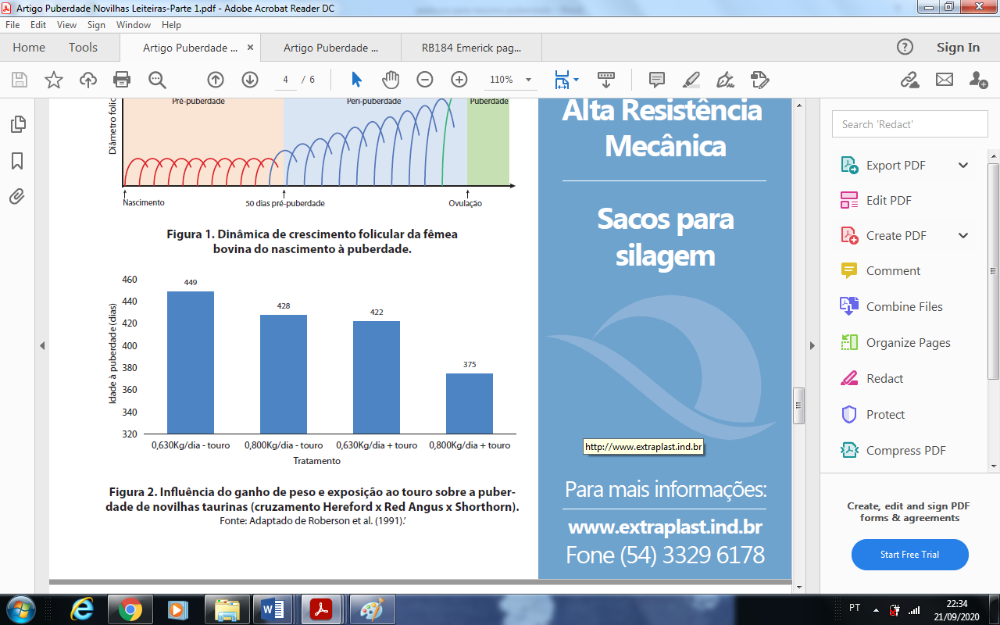 Artigo Puberdade Novilhas Leiteiras-Parte 1.pdf - Adobe Acrobat Reader DC
File Edit View Sign Window Help
Home Tools Artigo Puberdade ... × Artigo Puberdade ... RB184 Emerick pag... ? Sign In
4 / 6 110%
Pré-puberdade Peri-puberdade Puberdade
Nascimento 50 dias pré-puberdade Ovulação
Figura 1. Dinâmica de crescimento folicular da fêmea
bovina do nascimento à puberdade.
Idade à puberdade (dias)
460
440
420
400
380
360
340
320
449
428
422
375
0,630Kg/dia - touro 0,800Kg/dia - touro 0,630Kg/dia + touro 0,800Kg/dia + touro
Tratamento
Figura 2. Influência do ganho de peso e exposição ao touro sobre a puber-
dade de novilhas taurinas (cruzamento Hereford x Red Angus x Shorthorn).
Fonte: Adaptado de Roberson et al. (1991).’
Alta Resistência
Mecânica
Sacos para
silagem
http://www.extraplast.ind.br
Para mais informações:
www.extraplast.ind.br
Fone (54) 3329 6178
Search 'Redact'
Export PDF
Edit PDF
Create PDF
Comment
Combine Files
Organize Pages
Redact
Protect
Compress PDF
Create, edit and sign PDF
forms & agreements
Start Free Trial
PT
22:34
21/09/2020